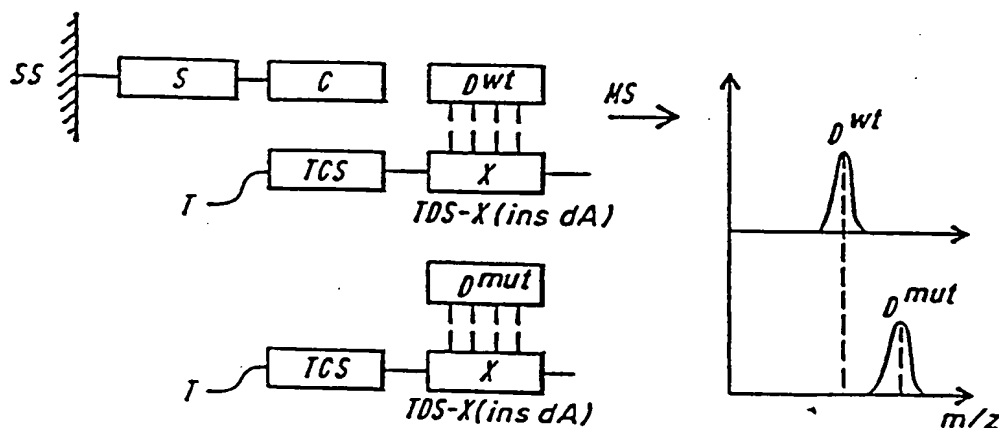 SS
S
C
D wt
MS
T
TCS
X
TDS-X (ins dA)
D mut
T
TCS
X
TDS-X (ins dA)
D wt
D mut
m/z